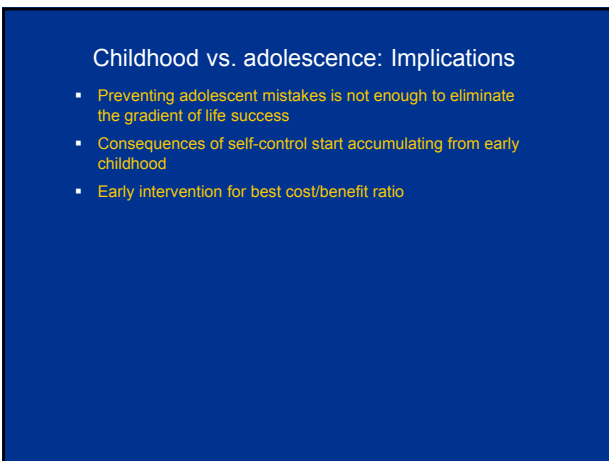 Childhood vs. adolescence: Implications
▪ Preventing adolescent mistakes is not enough to eliminate
the gradient of life success
▪ Consequences of self-control start accumulating from early
childhood
▪ Early intervention for best cost/benefit ratio